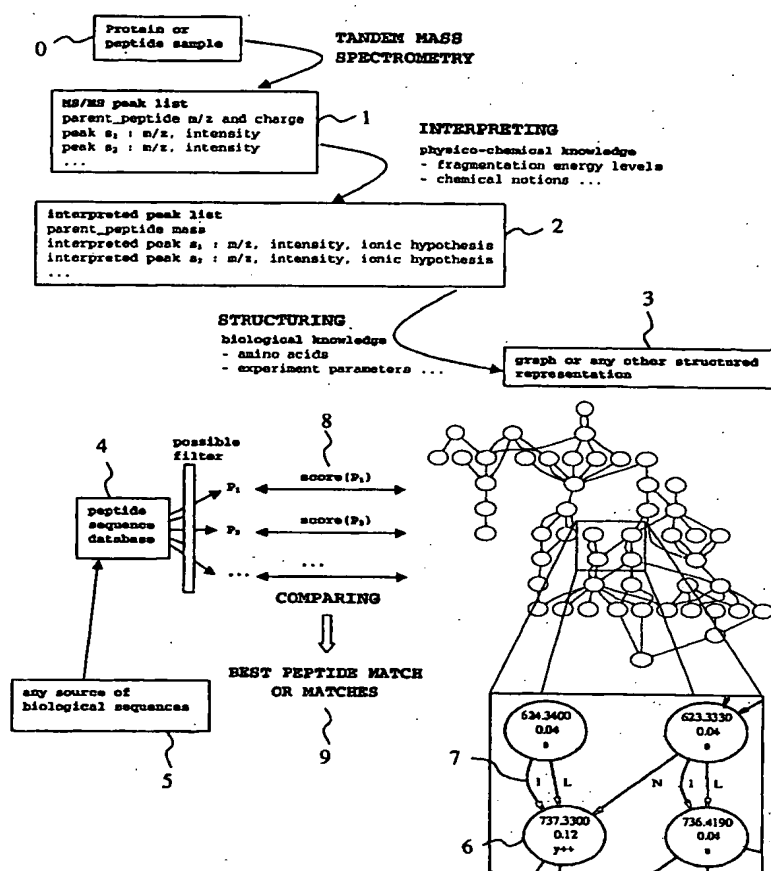 0
Protein or
peptide sample
TANDEM MASS
SPECTROMETRY
MS/MS peak list
parent_peptide m/z and charge
peak s₁ : m/z, intensity
peak s₂ : m/z, intensity
...
1
INTERPRETING
physico-chemical knowledge
- fragmentation energy levels
- chemical notions ...
interpreted peak list
parent_peptide mass
interpreted peak s₁ : m/z, intensity, ionic hypothesis
interpreted peak s₂ : m/z, intensity, ionic hypothesis
...
2
STRUCTURING
biological knowledge
- amino acids
- experiment parameters ...
3
graph or any other structured
representation
4
possible
filter
8
peptide
sequence
database
P₁
score(P₁)
P₂
score(P₂)
...
...
COMPARING
BEST PEPTIDE MATCH
OR MATCHES
9
any source of
biological sequences
5
624.3400
0.04
623.3330
0.04
7
I L
N I L
6
737.3300
0.12
y++
736.4190
0.04